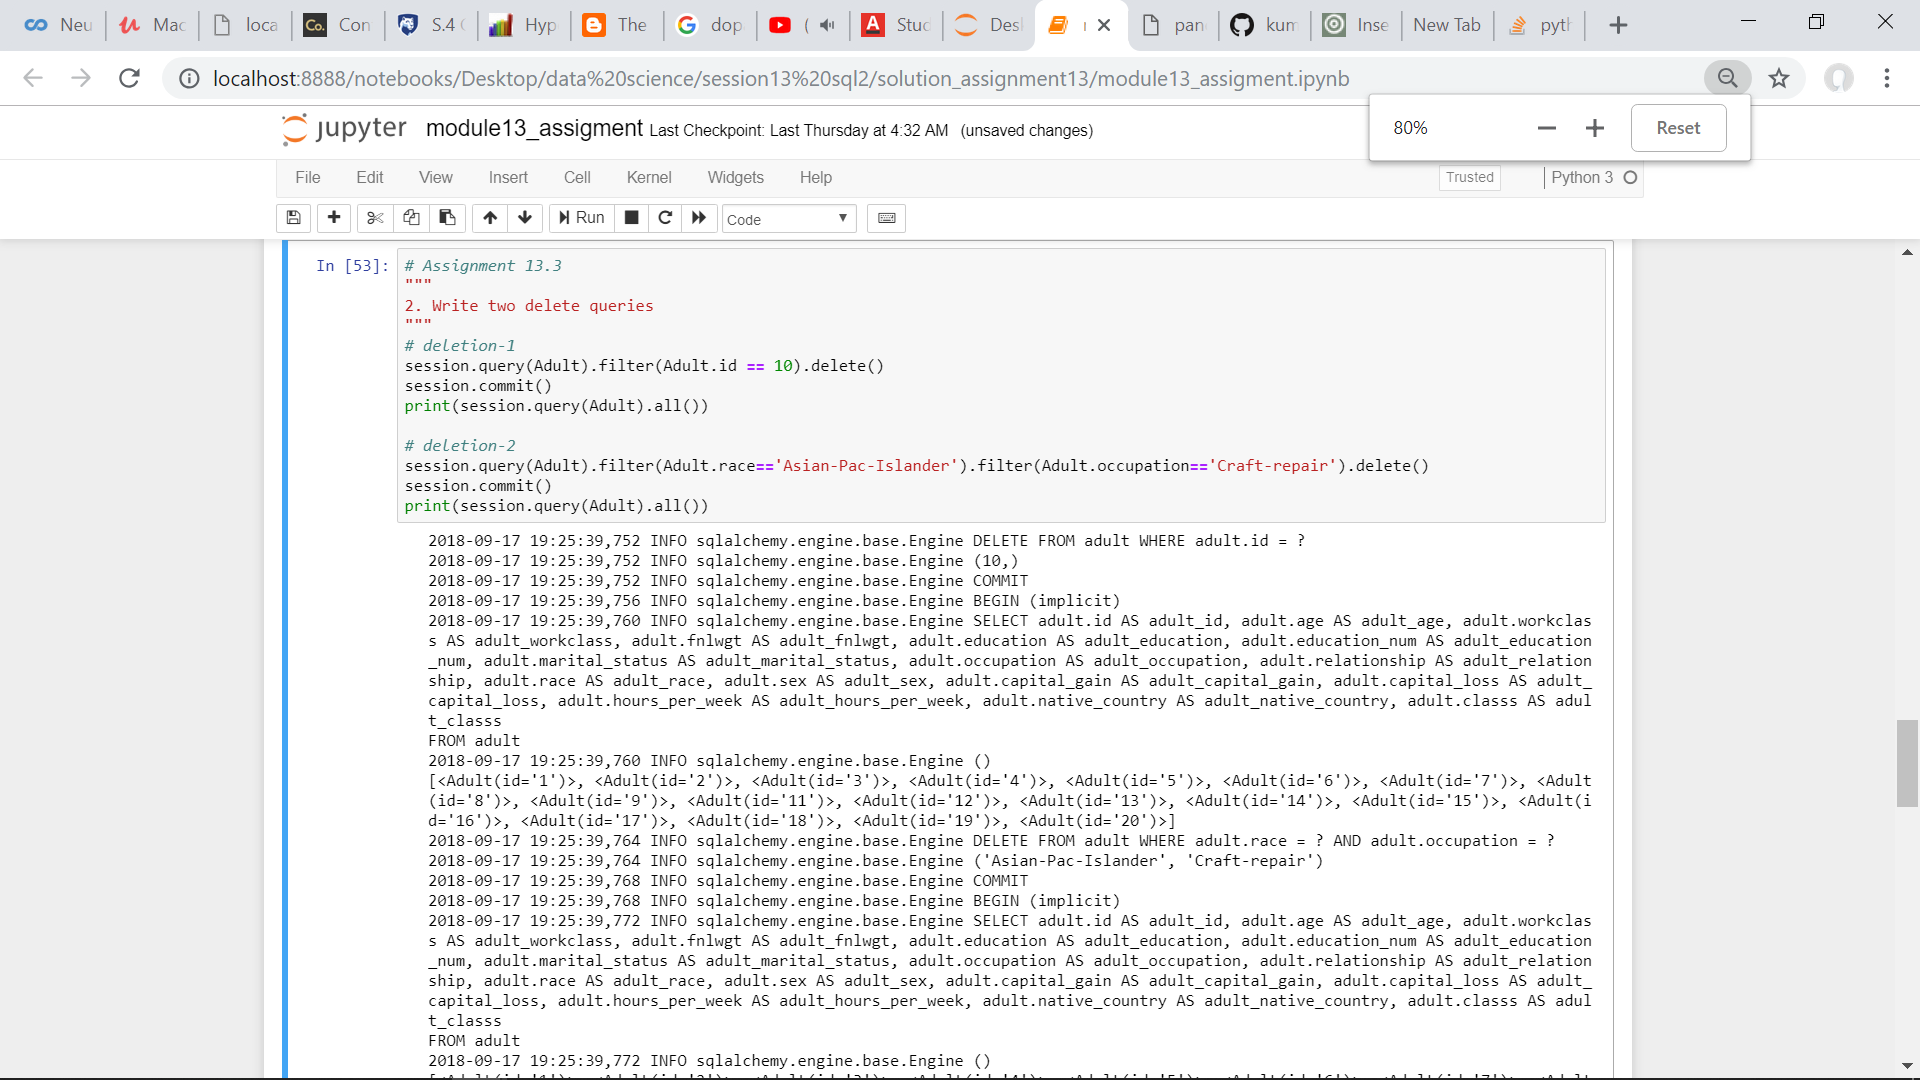 Neu
Mac
loca
Co.
Con
S.4
Hyp
The
dop
Stud
Desl
pan
kum
Inse
New Tab
pyth
localhost:8888/notebooks/Desktop/data%20science/session13%20sql2/solution_assignment13/module13_assigment.ipynb
80%
Reset
jupyter module13_assigment Last Checkpoint: Last Thursday at 4:32 AM (unsaved changes)
File Edit View Insert Cell Kernel Widgets Help
Trusted
Python 3
Run
Code
In [53]:
# Assignment 13.3
"""
2. Write two delete queries
"""
# deletion-1
session.query(Adult).filter(Adult.id == 10).delete()
session.commit()
print(session.query(Adult).all())
# deletion-2
session.query(Adult).filter(Adult.race=='Asian-Pac-Islander').filter(Adult.occupation=='Craft-repair').delete()
session.commit()
print(session.query(Adult).all())
2018-09-17 19:25:39,752 INFO sqlalchemy.engine.base.Engine DELETE FROM adult WHERE adult.id = ?
2018-09-17 19:25:39,752 INFO sqlalchemy.engine.base.Engine (10,)
2018-09-17 19:25:39,752 INFO sqlalchemy.engine.base.Engine COMMIT
2018-09-17 19:25:39,756 INFO sqlalchemy.engine.base.Engine BEGIN (implicit)
2018-09-17 19:25:39,760 INFO sqlalchemy.engine.base.Engine SELECT adult.id AS adult_id, adult.age AS adult_age, adult.workclas
s AS adult_workclass, adult.fnlwgt AS adult_fnlwgt, adult.education AS adult_education, adult.education_num AS adult_education
_num, adult.marital_status AS adult_marital_status, adult.occupation AS adult_occupation, adult.relationship AS adult_relation
ship, adult.race AS adult_race, adult.sex AS adult_sex, adult.capital_gain AS adult_capital_gain, adult.capital_loss AS adult_
capital_loss, adult.hours_per_week AS adult_hours_per_week, adult.native_country AS adult_native_country, adult.classs AS adul
t_classs
FROM adult
2018-09-17 19:25:39,760 INFO sqlalchemy.engine.base.Engine ()
[<Adult(id='1')>, <Adult(id='2')>, <Adult(id='3')>, <Adult(id='4')>, <Adult(id='5')>, <Adult(id='6')>, <Adult(id='7')>, <Adult
(id='8')>, <Adult(id='9')>, <Adult(id='11')>, <Adult(id='12')>, <Adult(id='13')>, <Adult(id='14')>, <Adult(id='15')>, <Adult(i
d='16')>, <Adult(id='17')>, <Adult(id='18')>, <Adult(id='19')>, <Adult(id='20')>]
2018-09-17 19:25:39,764 INFO sqlalchemy.engine.base.Engine DELETE FROM adult WHERE adult.race = ? AND adult.occupation = ?
2018-09-17 19:25:39,764 INFO sqlalchemy.engine.base.Engine ('Asian-Pac-Islander', 'Craft-repair')
2018-09-17 19:25:39,768 INFO sqlalchemy.engine.base.Engine COMMIT
2018-09-17 19:25:39,768 INFO sqlalchemy.engine.base.Engine BEGIN (implicit)
2018-09-17 19:25:39,772 INFO sqlalchemy.engine.base.Engine SELECT adult.id AS adult_id, adult.age AS adult_age, adult.workclas
s AS adult_workclass, adult.fnlwgt AS adult_fnlwgt, adult.education AS adult_education, adult.education_num AS adult_education
_num, adult.marital_status AS adult_marital_status, adult.occupation AS adult_occupation, adult.relationship AS adult_relation
ship, adult.race AS adult_race, adult.sex AS adult_sex, adult.capital_gain AS adult_capital_gain, adult.capital_loss AS adult_
capital_loss, adult.hours_per_week AS adult_hours_per_week, adult.native_country AS adult_native_country, adult.classs AS adul
t_classs
FROM adult
2018-09-17 19:25:39,772 INFO sqlalchemy.engine.base.Engine ()